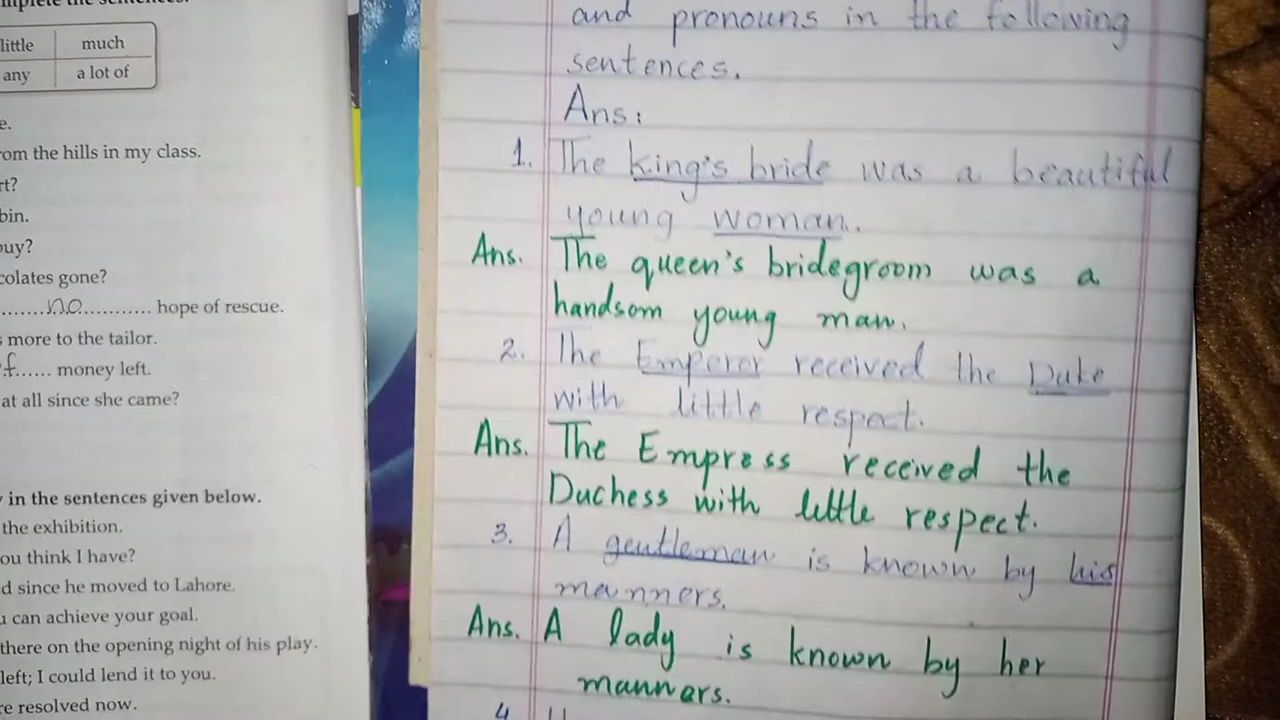 mplete the sentences.
little much
any a lot of
e.
rom the hills in my class.
rt?
bin.
ouy?
colates gone?
........no............ hope of rescue.
s more to the tailor.
f...... money left.
at all since she came?
y in the sentences given below.
the exhibition.
ou think I have?
d since he moved to Lahore.
u can achieve your goal.
there on the opening night of his play.
left; I could lend it to you.
re resolved now.
and pronouns in the following
sentences.
Ans:
1. The king's bride was a beautiful
young woman.
Ans. The queen's bridegroom was a
handsom young man.
2. The Emperor received the Duke
with little respect.
Ans. The Empress received the
Duchess with little respect.
3. A gentleman is known by his
manners.
Ans. A lady is known by her
mannars.
4.